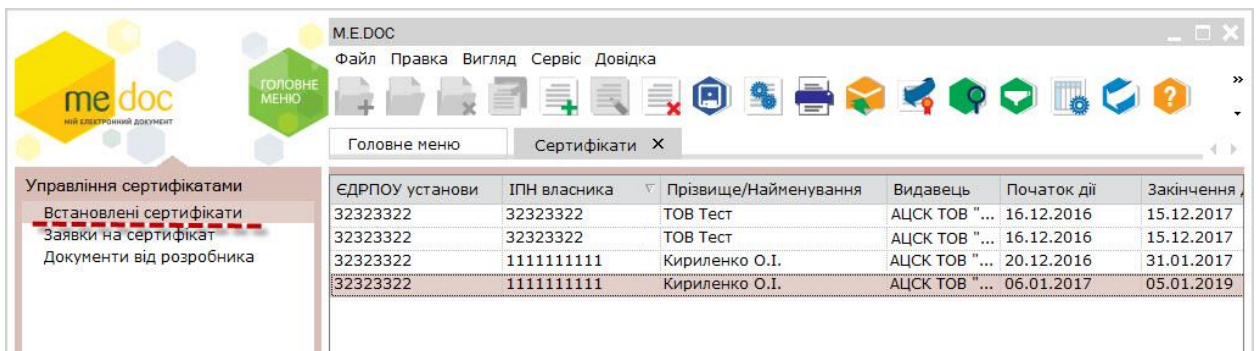 me doc
мій електронний документ
ГОЛОВНЕ
МЕНЮ
M.E.DOC
Файл Правка Вигляд Сервіс Довідка
Головне меню Сертифікати X
Управління сертифікатами
Встановлені сертифікати
Заявки на сертифікат
Документи від розробника
ЄДРПОУ установи ІПН власника Прізвище/Найменування Видавець Початок дії Закінчення д
32323322 32323322 ТОВ Тест АЦСК ТОВ "... 16.12.2016 15.12.2017
32323322 32323322 ТОВ Тест АЦСК ТОВ "... 16.12.2016 15.12.2017
32323322 1111111111 Кириленко О.І. АЦСК ТОВ "... 20.12.2016 31.01.2017
32323322 1111111111 Кириленко О.І. АЦСК ТОВ "... 06.01.2017 05.01.2019